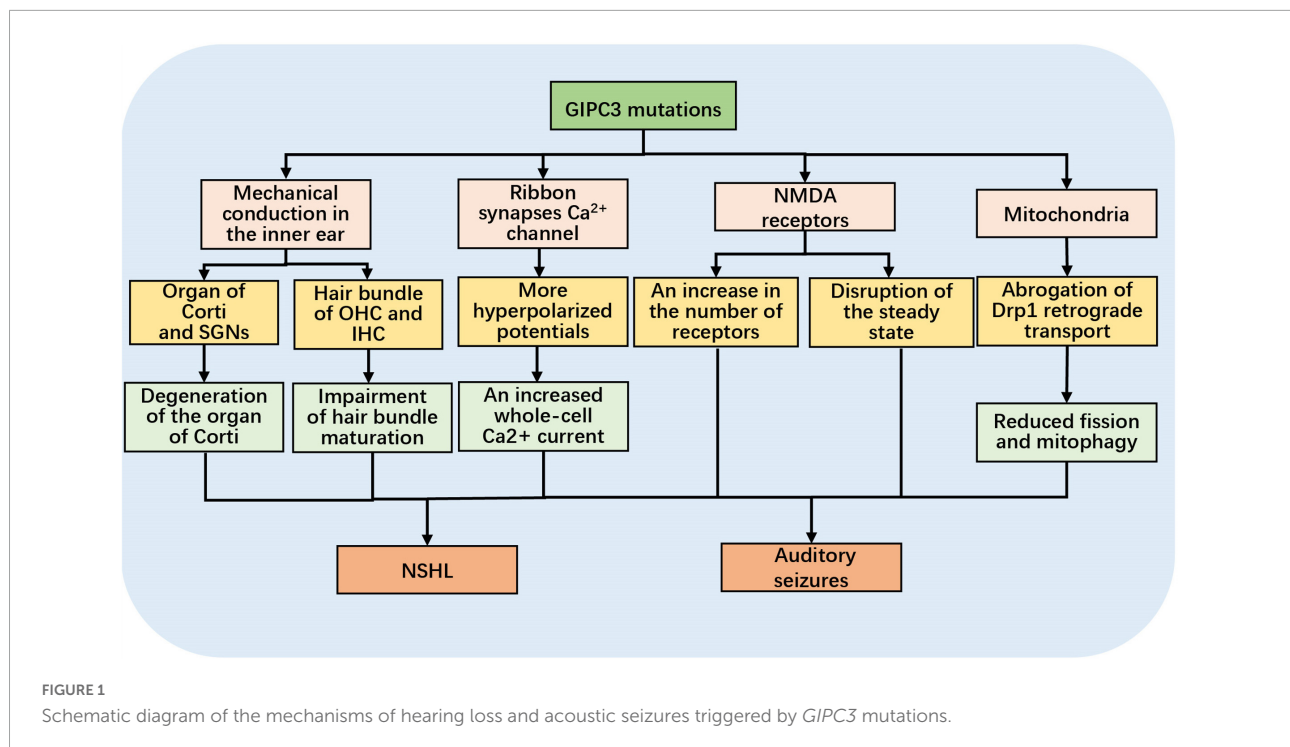 GIPC3 mutations
Mechanical
conduction in
the inner ear
Ribbon
synapses Ca²⁺
channel
NMDA
receptors
Mitochondria
Organ of
Corti
and SGNs
Hair bundle
of OHC and
IHC
More
hyperpolarized
potentials
An increase in
the number of
receptors
Disruption of
the steady
state
Abrogation of
Drp1 retrograde
transport
Degeneration
of the organ
of Corti
Impairment
of hair bundle
maturation
An increased
whole-cell
Ca2+ current
Reduced fission
and mitophagy
NSHL
Auditory
seizures
FIGURE 1
Schematic diagram of the mechanisms of hearing loss and acoustic seizures triggered by GIPC3 mutations.